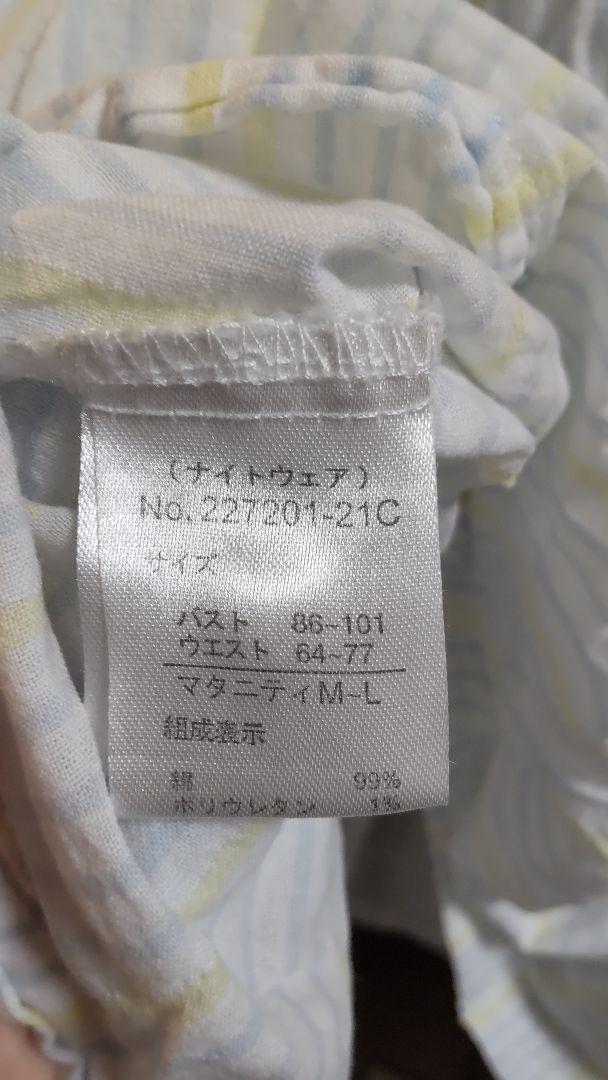 (ナイトウェア)
No. 227201-21C
サイズ
バスト 86~101
ウエスト 64~77
マタニティM~L
組成表示
綿 99%
ポリウレタン 1%